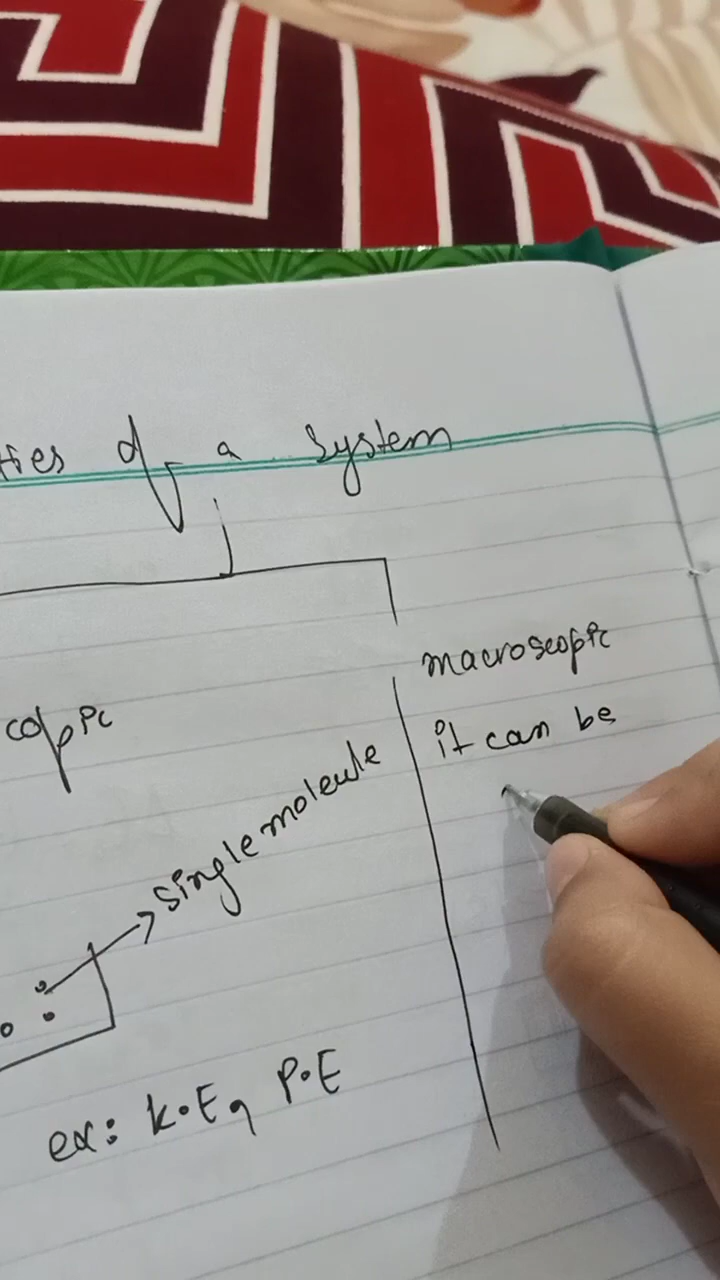 ties of a System
macroscopic
it can be
copic
single molecule
ex: K.E, P.E